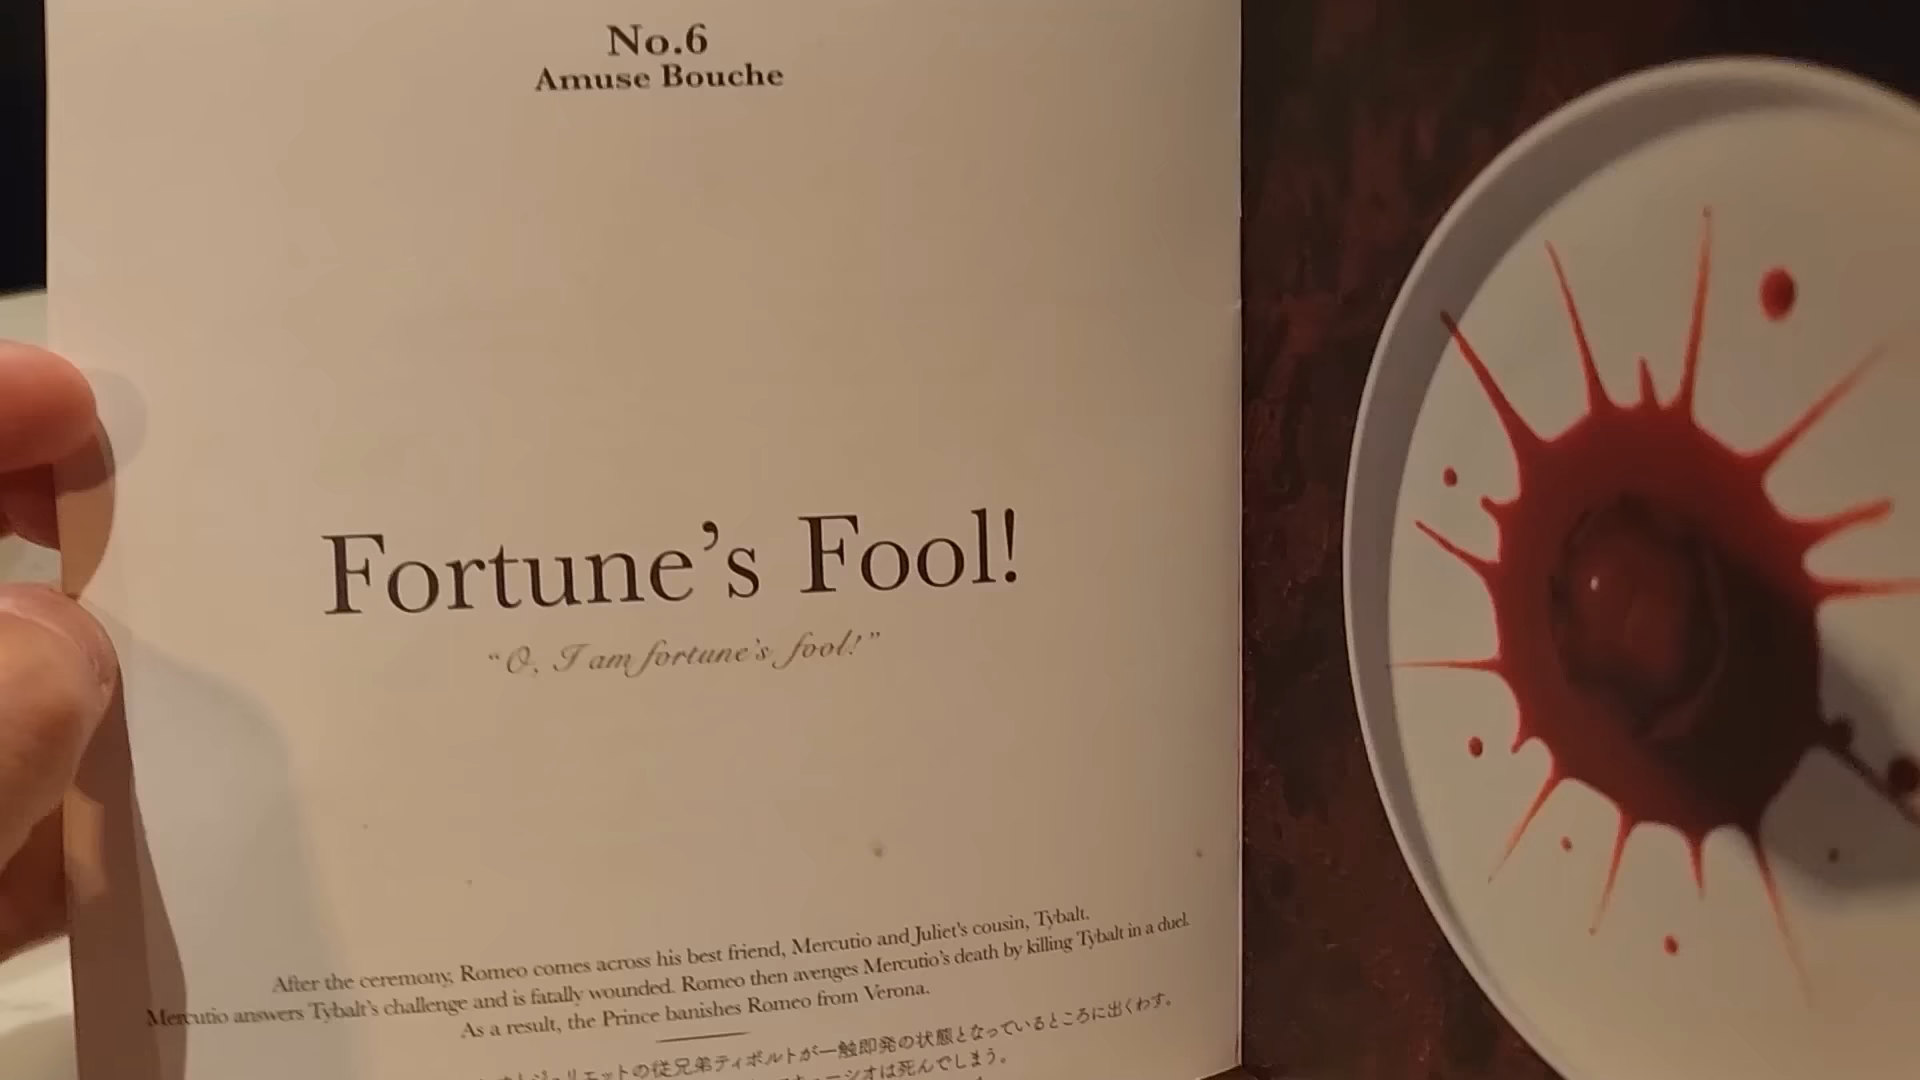 No.6
Amuse Bouche
Fortune's Fool!
“O, I am fortune's fool!”
After the ceremony, Romeo comes across his best friend, Mercutio and Juliet's cousin, Tybalt.
Mercutio answers Tybalt's challenge and is fatally wounded. Romeo then avenges Mercutio's death by killing Tybalt in a duel.
As a result, the Prince banishes Romeo from Verona.
ジュリエットの従兄弟ティボルトが一触即発の状態となっているところに出くわす。
シオは死んでしまう。